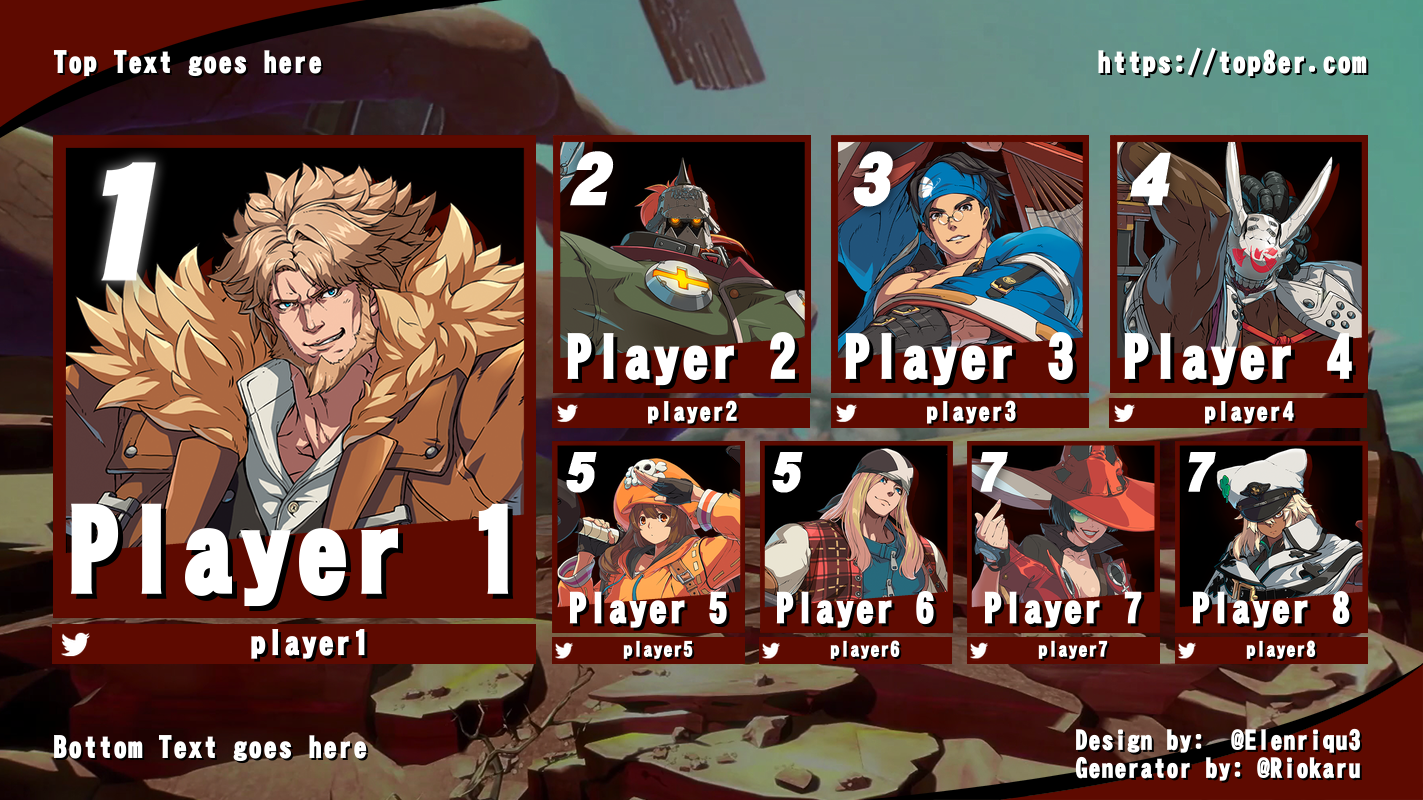 Top Text goes here
https://top8er.com
1
Player 1
player1
2
Player 2
player2
3
Player 3
player3
4
Player 4
player4
5
Player 5
player5
5
Player 6
player6
7
Player 7
player7
7
Player 8
player8
Bottom Text goes here
Design by: @Elenriqu3
Generator by: @Riokaru